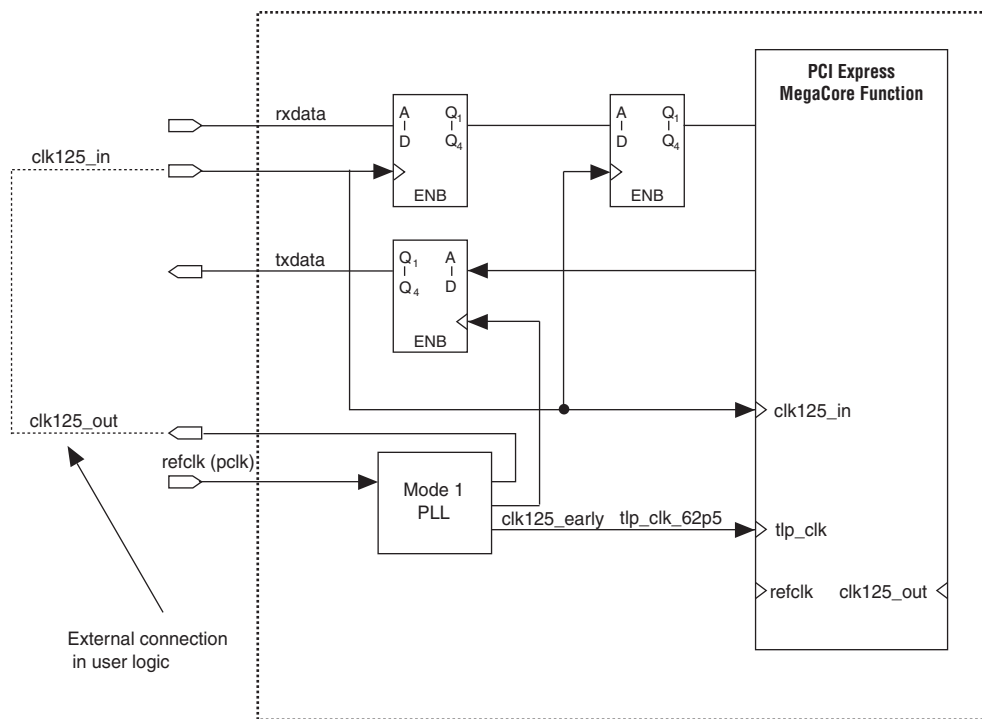 PCI Express
MegaCore Function
rxdata
A
D
Q1
Q4
ENB
A
D
Q1
Q4
ENB
clk125_in
txdata
Q1
Q4
A
D
ENB
clk125_out
clk125_in
refclk (pclk)
Mode 1
PLL
clk125_early
tlp_clk_62p5
tlp_clk
refclk
clk125_out
External connection
in user logic